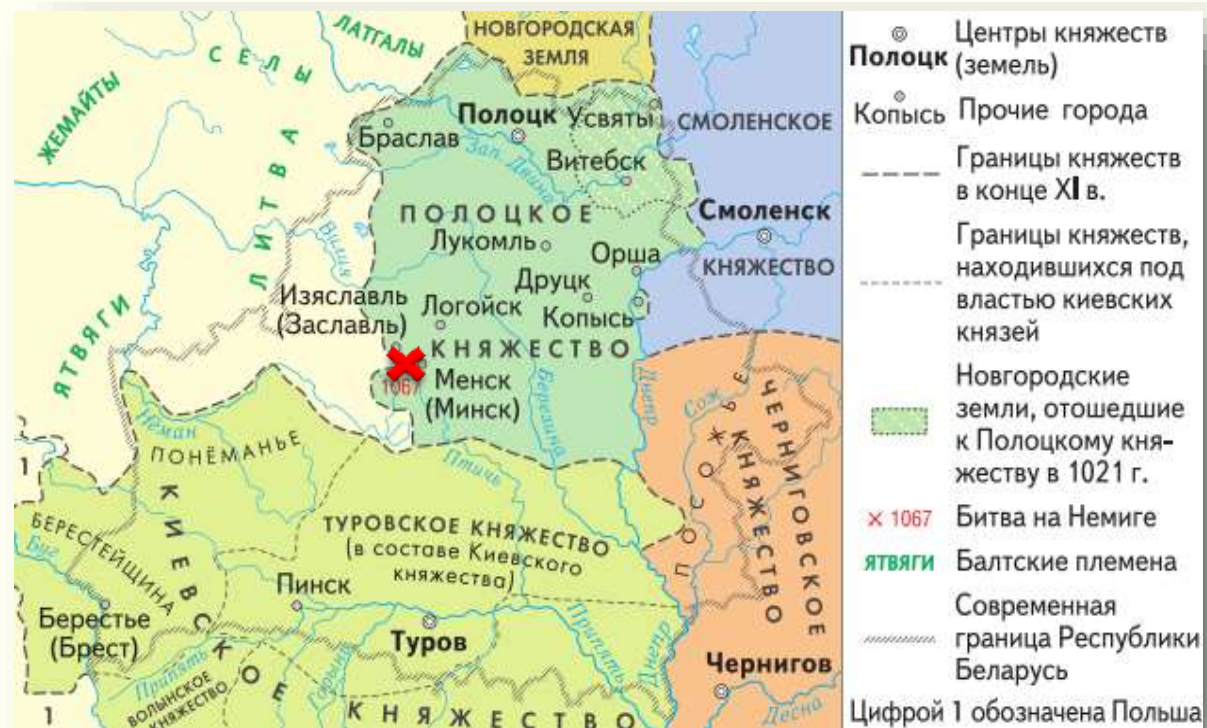 НОВГОРОДСКАЯ
ЗЕМЛЯ
ЛАТГАЛЫ
СЕЛЫ
ЖЕМАЙТЫ
ЛИТВА
ЯТВЯГИ
Браслав
Полоцк
Усвяты
Витебск
Зап. Двина
СМОЛЕНСКОЕ
КНЯЖЕСТВО
Смоленск
ПОЛОЦКОЕ
КНЯЖЕСТВО
Лукомль
Орша
Друцк
Копысь
Логойск
Вилия
Изяславль
(Заславль)
1067
Менск
(Минск)
Березина
Днепр
Сож
ПОСОЖЬЕ
ЧЕРНИГОВСКОЕ
КНЯЖЕСТВО
Нёман
ПОНЁМАНЬЕ
Птичь
1
КИЕВСКОЕ
КНЯЖЕСТВО
ТУРОВСКОЕ КНЯЖЕСТВО
(в составе Киевского
княжества)
БЕРЕСТЕЙЩИНА
Буг
Берестье
(Брест)
Пинск
Туров
Припять
Припять
Горынь
Днепр
Чернигов
Десна
ВОЛЫНСКОЕ
КНЯЖЕСТВО
1
Полоцк
Центры княжеств
(земель)
Копысь
Прочие города
Границы княжеств
в конце XI в.
Границы княжеств,
находившихся под
властью киевских
князей
Новгородские
земли, отошедшие
к Полоцкому кня-
жеству в 1021 г.
× 1067 Битва на Немиге
ЯТВЯГИ Балтские племена
Современная
граница Республики
Беларусь
Цифрой 1 обозначена Польша